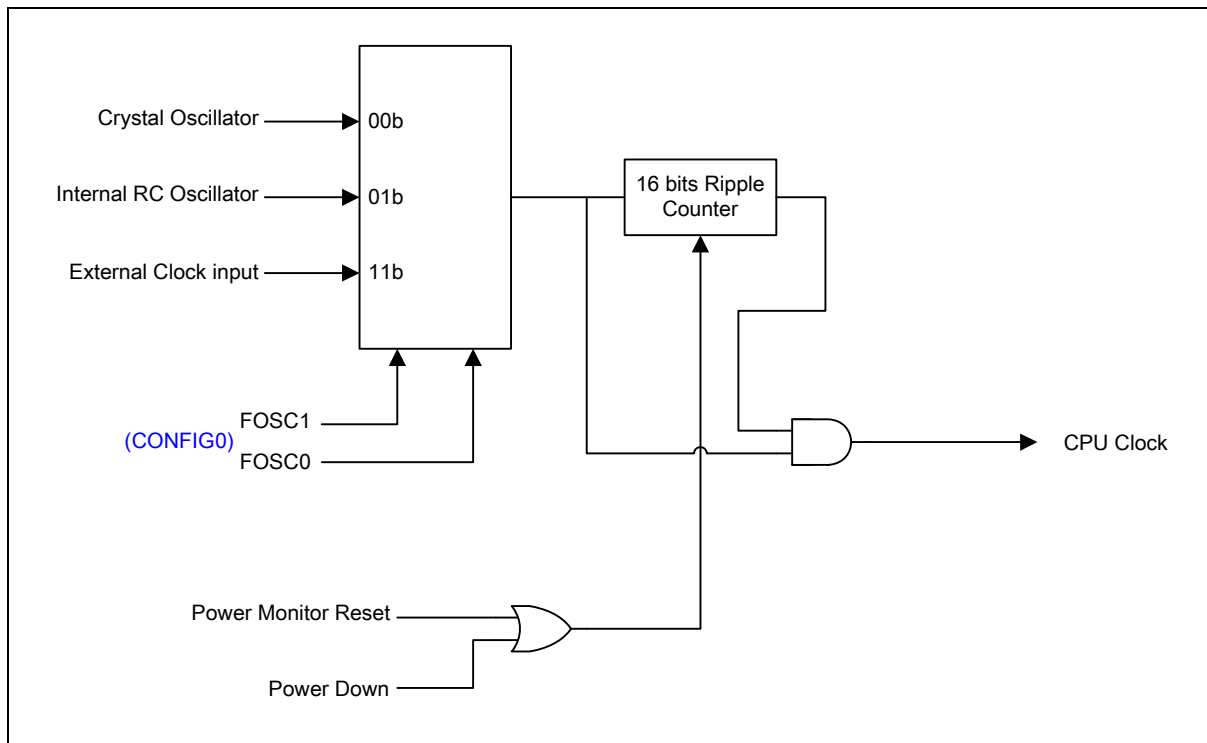 Crystal Oscillator
00b
Internal RC Oscillator
01b
External Clock input
11b
16 bits Ripple
Counter
FOSC1
(CONFIG0)
FOSC0
CPU Clock
Power Monitor Reset
Power Down